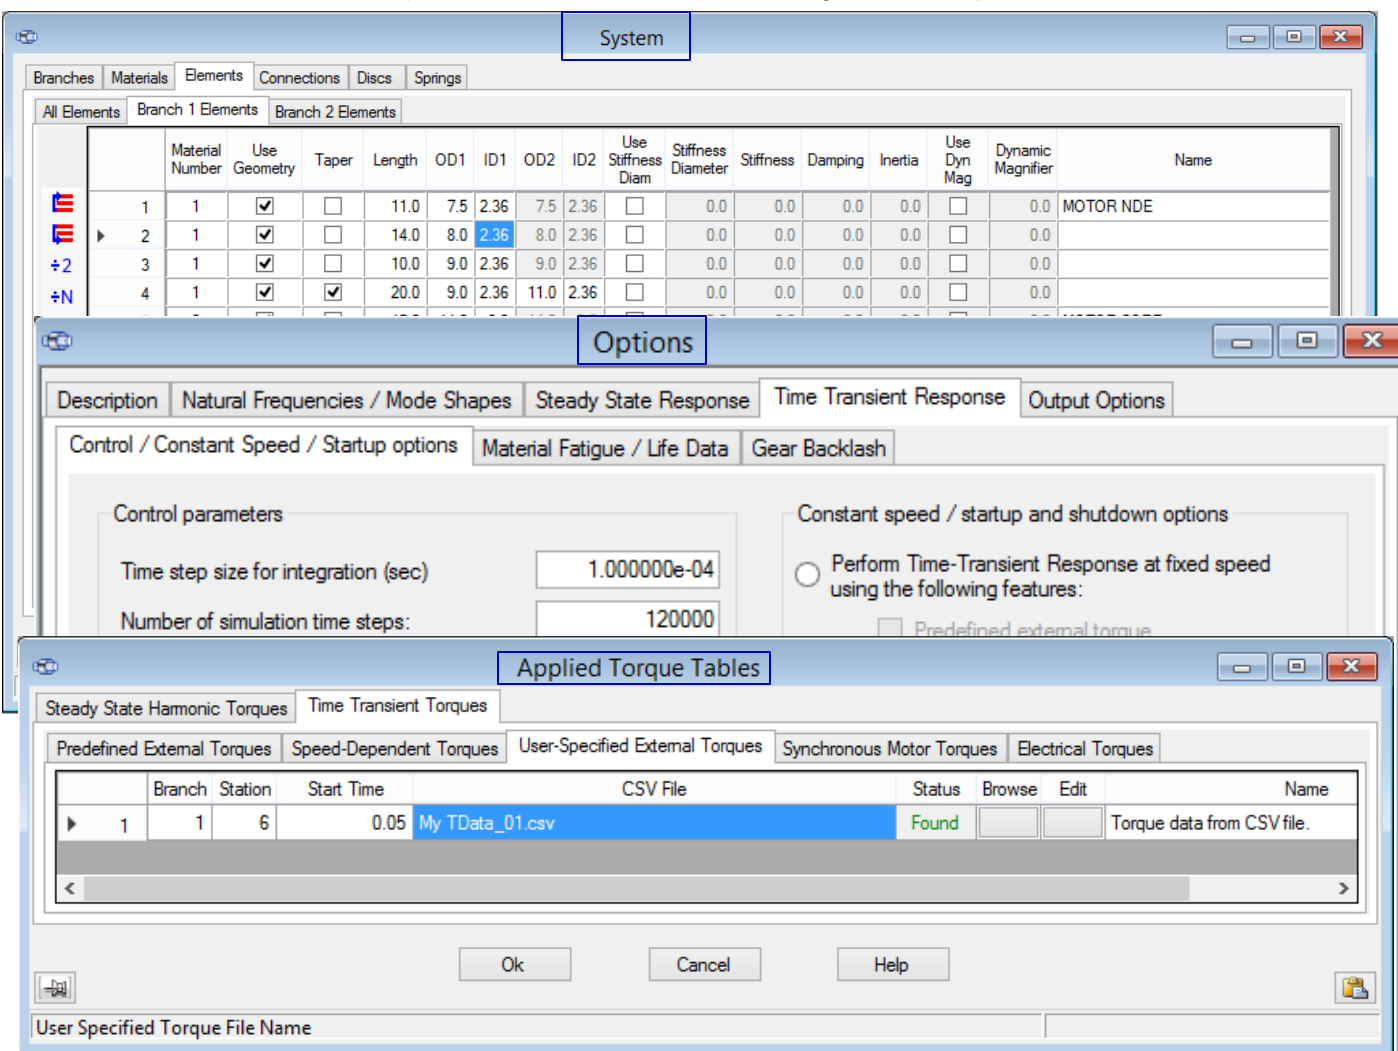 System
Branches Materials Elements Connections Discs Springs
All Elements Branch 1 Elements Branch 2 Elements
Material Number Use Geometry Taper Length OD1 ID1 OD2 ID2 Use Stiffness Diam Stiffness Diameter Stiffness Damping Inertia Use Dyn Mag Dynamic Magnifier Name
1 1 11.0 7.5 2.36 7.5 2.36 0.0 0.0 0.0 0.0 0.0 MOTOR NDE
2 1 14.0 8.0 2.36 8.0 2.36 0.0 0.0 0.0 0.0 0.0
÷2 3 1 10.0 9.0 2.36 9.0 2.36 0.0 0.0 0.0 0.0 0.0
÷N 4 1 20.0 9.0 2.36 11.0 2.36 0.0 0.0 0.0 0.0 0.0
Options
Description Natural Frequencies / Mode Shapes Steady State Response Time Transient Response Output Options
Control / Constant Speed / Startup options Material Fatigue / Life Data Gear Backlash
Control parameters
Constant speed / startup and shutdown options
Time step size for integration (sec) 1.000000e-04
Perform Time-Transient Response at fixed speed
using the following features:
Number of simulation time steps: 120000
Predefined external torque
Applied Torque Tables
Steady State Harmonic Torques Time Transient Torques
Predefined External Torques Speed-Dependent Torques User-Specified External Torques Synchronous Motor Torques Electrical Torques
Branch Station Start Time CSV File Status Browse Edit Name
1 1 6 0.05 My TData_01.csv Found Torque data from CSV file.
Ok Cancel Help
User Specified Torque File Name